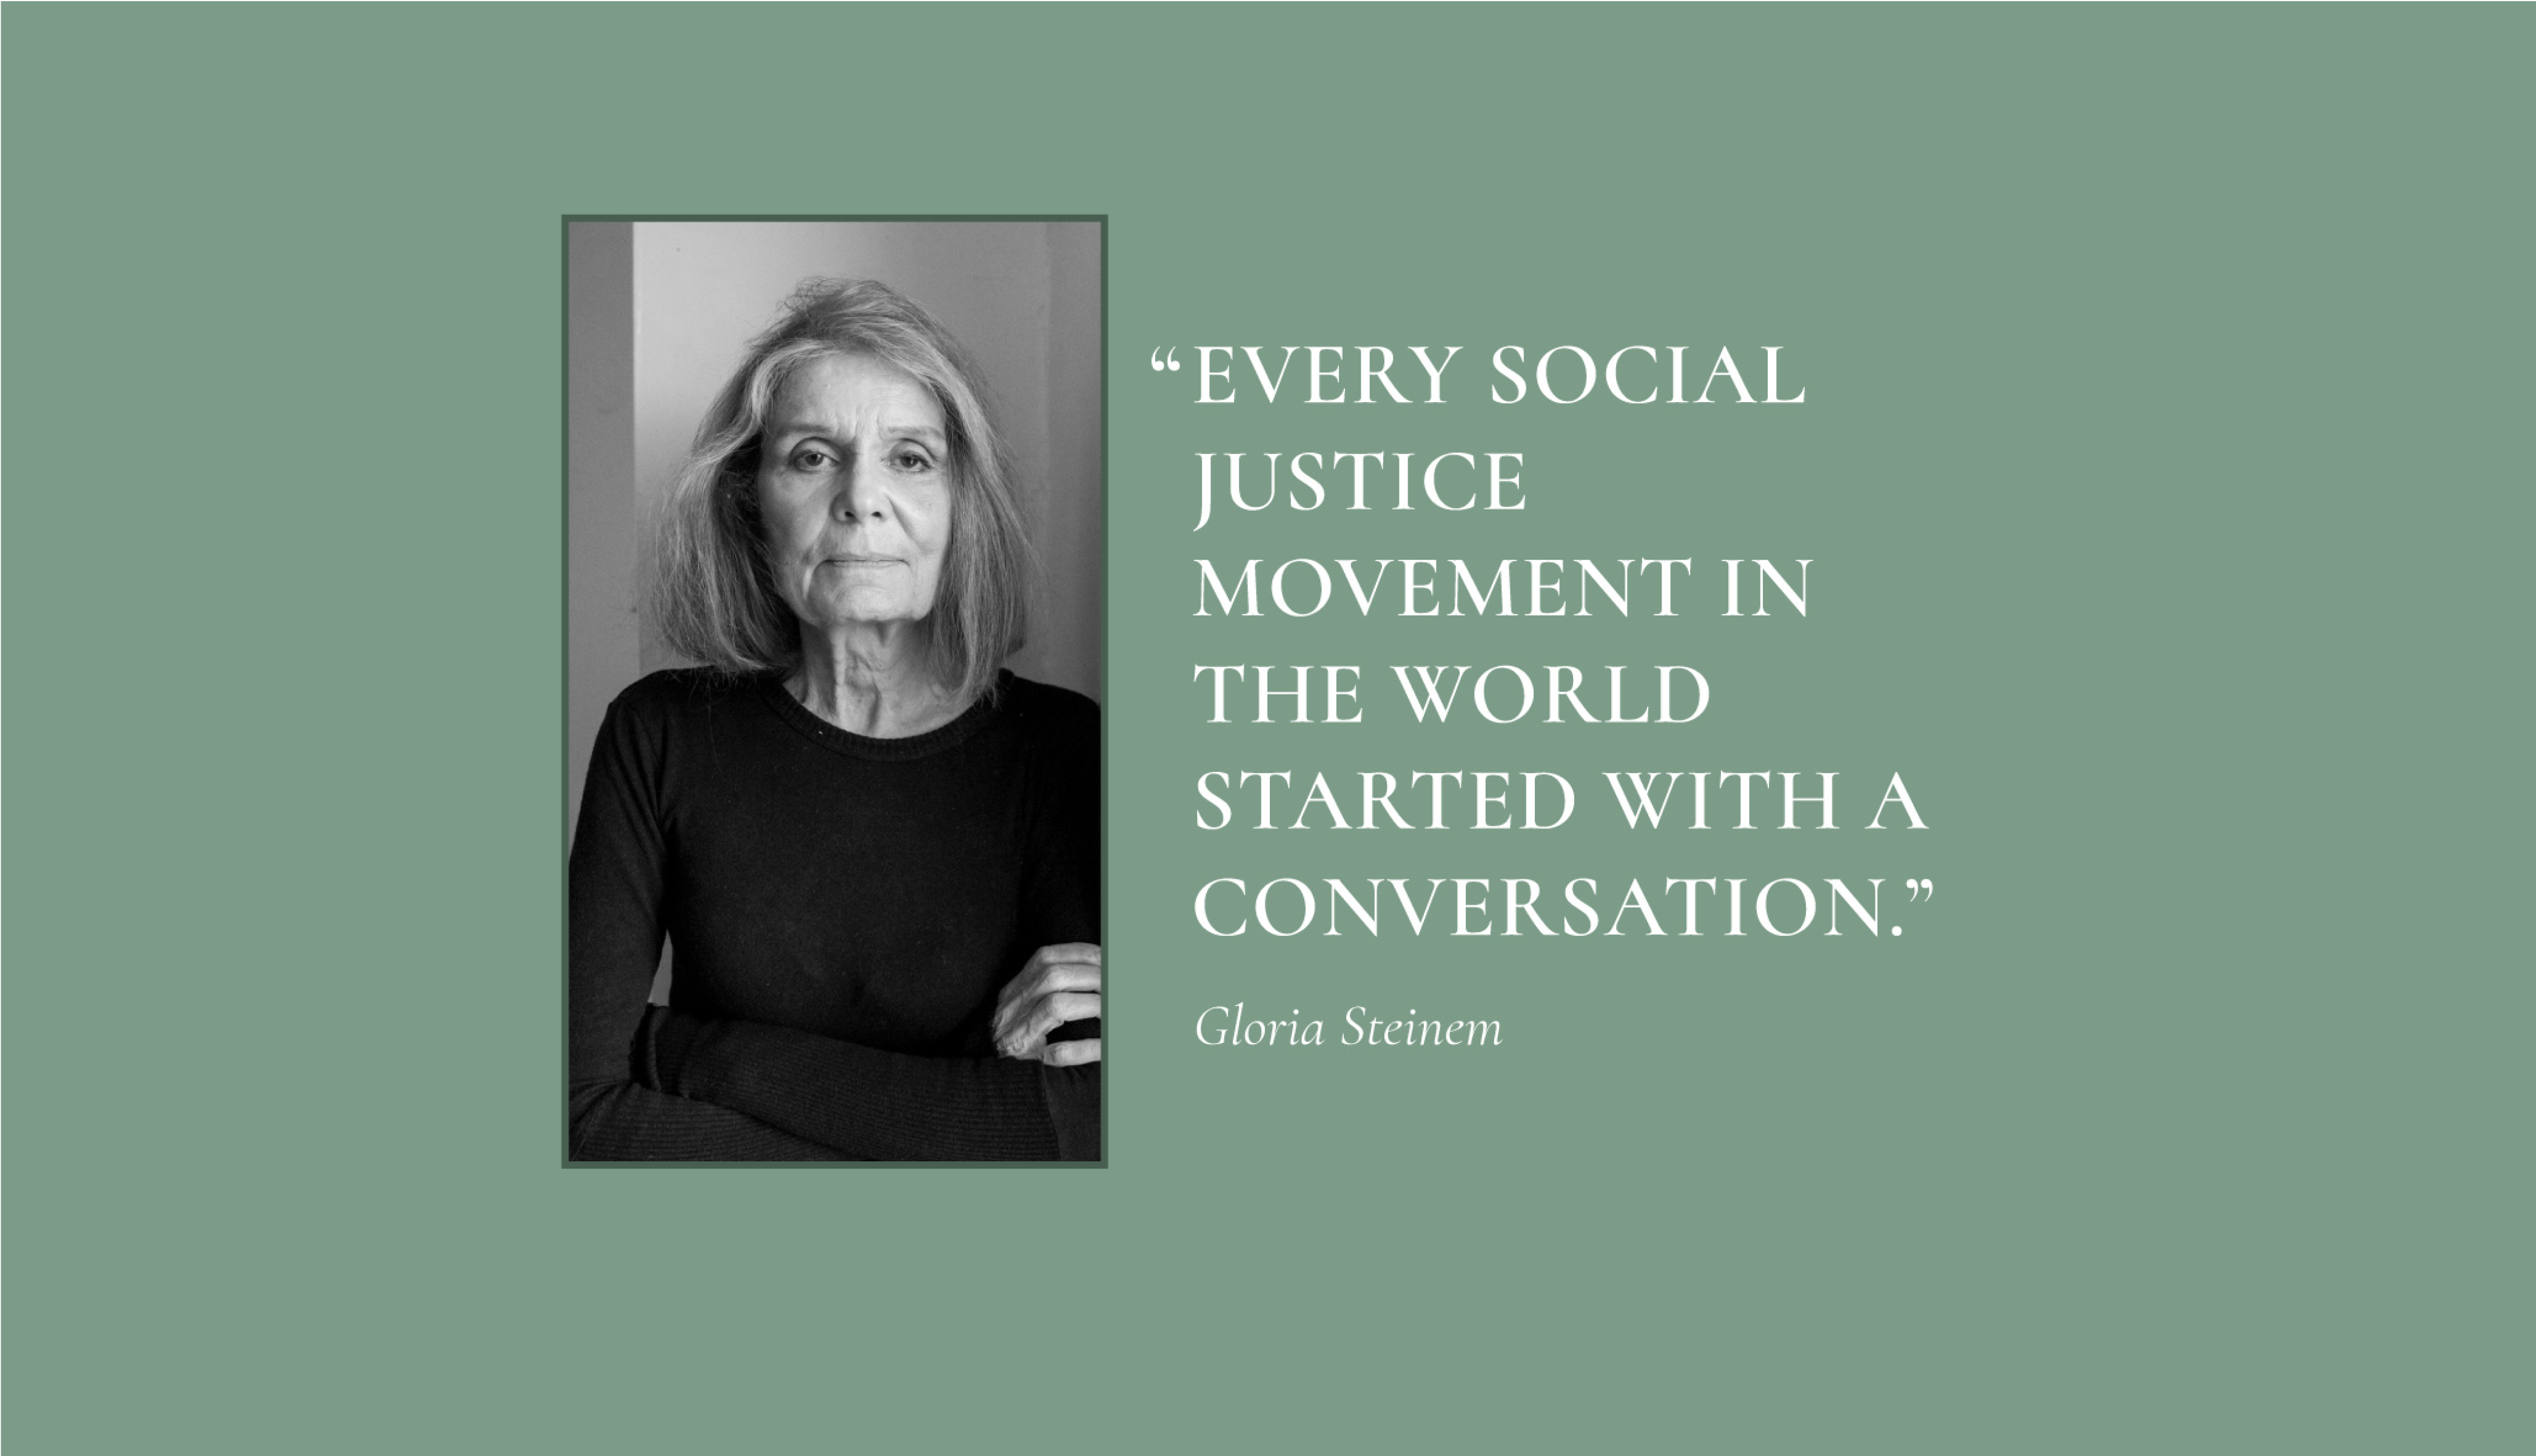 “EVERY SOCIAL
JUSTICE
MOVEMENT IN
THE WORLD
STARTED WITH A
CONVERSATION.”
Gloria Steinem